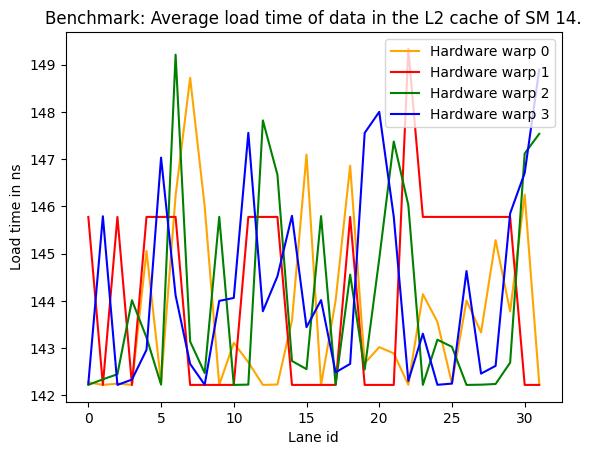 Benchmark: Average load time of data in the L2 cache of SM 14.
Hardware warp 0
Hardware warp 1
Hardware warp 2
Hardware warp 3
149
148
147
146
145
144
143
142
Load time in ns
0 5 10 15 20 25 30
Lane id